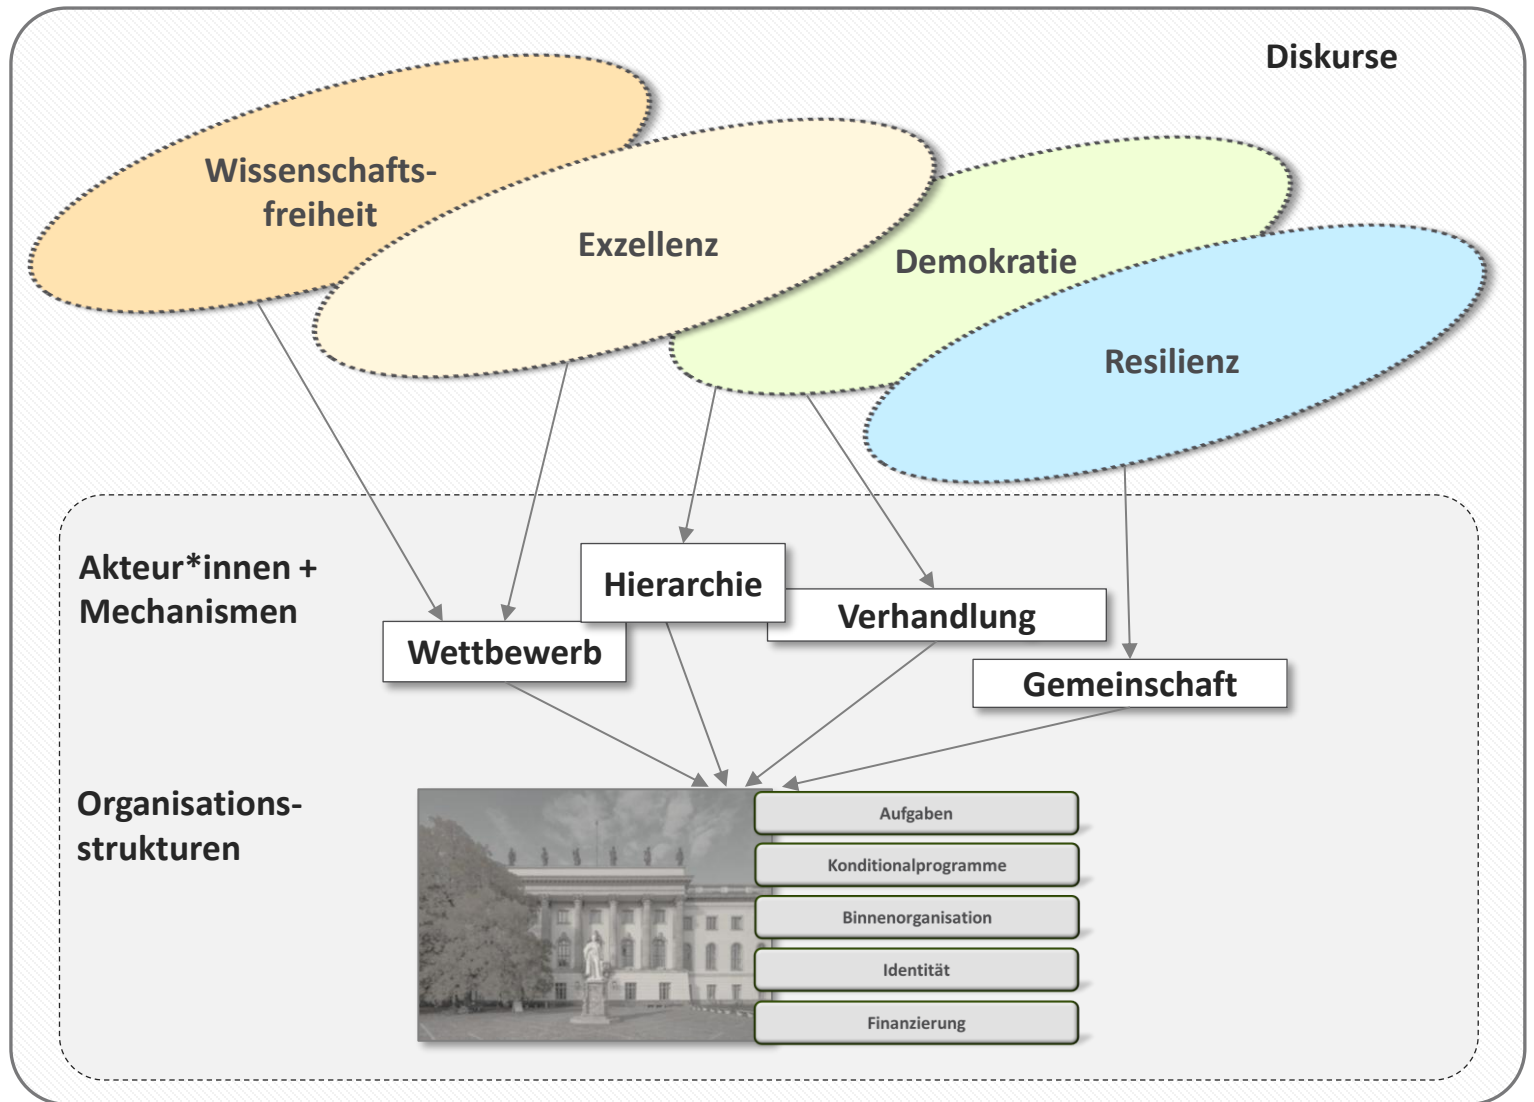 Diskurse
Wissenschafts-
freiheit
Exzellenz
Demokratie
Resilienz
Akteur*innen +
Mechanismen
Hierarchie
Verhandlung
Wettbewerb
Gemeinschaft
Organisations-
strukturen
Aufgaben
Konditionalprogramme
Binnenorganisation
Identität
Finanzierung